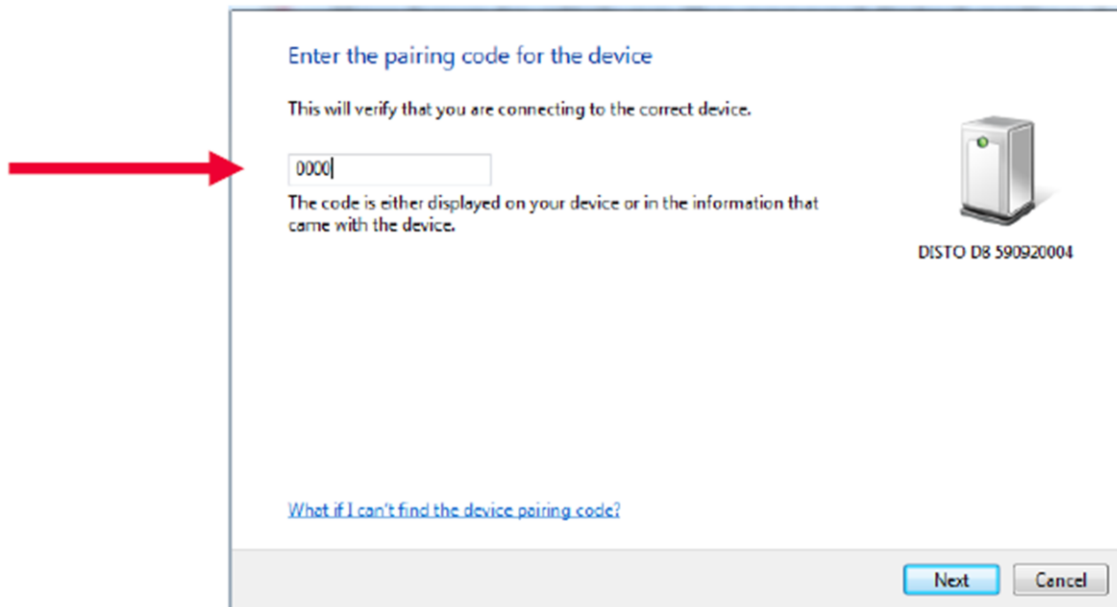 Enter the pairing code for the device
This will verify that you are connecting to the correct device.
0000
The code is either displayed on your device or in the information that
came with the device.
DISTO D8 590920004
What if I can't find the device pairing code?
Next
Cancel